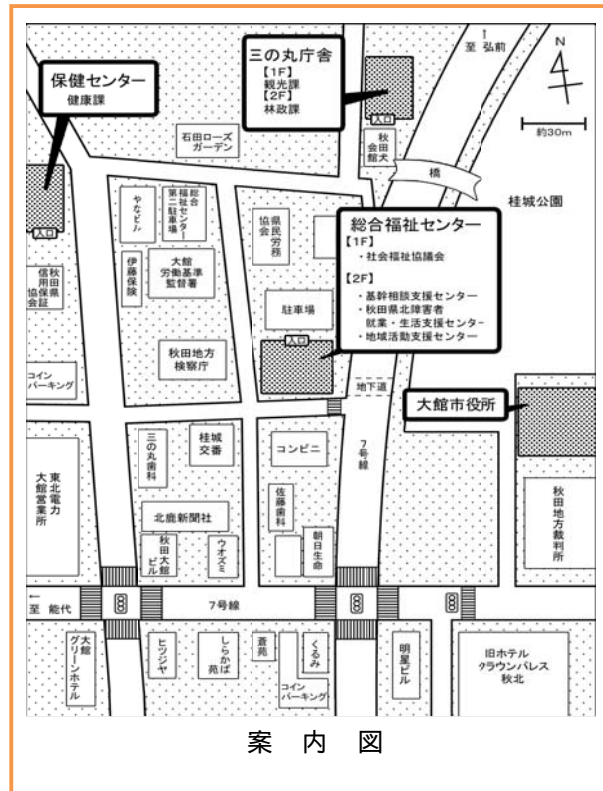 ↑
至 弘前
N
約30m
保健センター
健康課
三の丸庁舎
【1F】
観光課
【2F】
林政課
入口
秋田犬
会館
石田ローズ
ガーデン
橋
桂城公園
入口
やなビル
総合
福祉センター
第二駐車場
県民労務
協会
総合福祉センター
【1F】
・社会福祉協議会
【2F】
・基幹相談支援センター
・秋田県北障害者
就業・生活支援センター
・地域活動支援センター
秋田県
信用保証
協会
伊藤保険
大館
労働基準
監督署
駐車場
入口
秋田地方
検察庁
コイン
パーキング
地下道
大館市役所
7号線
東北電力
大館営業所
三の丸歯科
桂城
交番
コンビニ
北鹿新聞社
佐藤歯科
秋田大館
ビル
ウオズミ
朝日生命
秋田地方裁判所
←
至 能代
7号線
大館
グリーンホテル
ヒツジヤ
しらかば
苑
蒼苑
くるみ
コイン
パーキング
明星ビル
旧ホテル
クラウンパレス
秋北
案 内 図